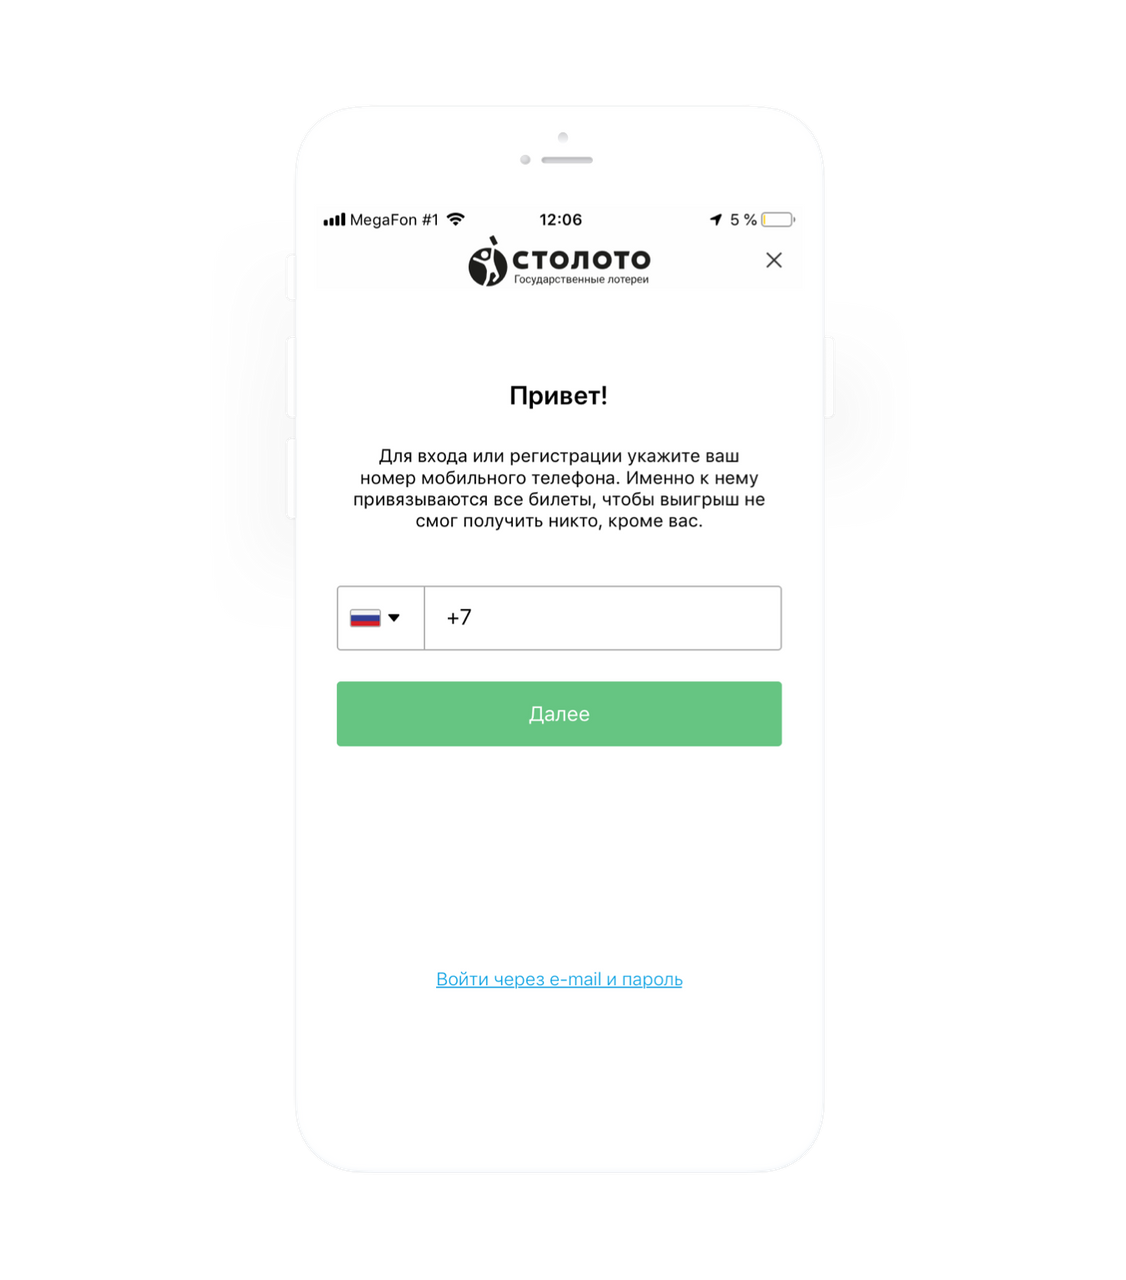 MegaFon #1 12:06 5 %
столото
Государственные лотереи
Привет!
Для входа или регистрации укажите ваш
номер мобильного телефона. Именно к нему
привязываются все билеты, чтобы выигрыш не
смог получить никто, кроме вас.
+7
Далее
Войти через e-mail и пароль